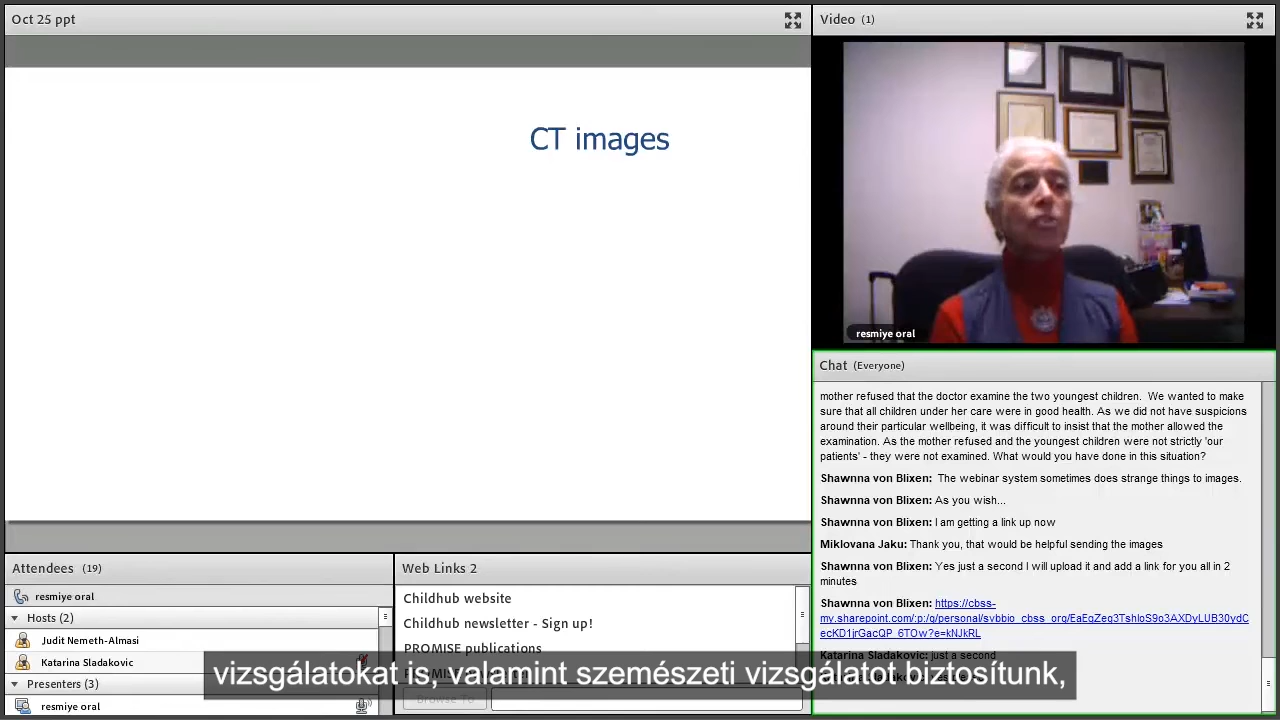 Oct 25 ppt
CT images
Video (1)
resmiye oral
Chat (Everyone)
mother refused that the doctor examine the two youngest children. We wanted to make
sure that all children under her care were in good health. As we did not have suspicions
around their particular wellbeing, it was difficult to insist that the mother allowed the
examination. As the mother refused and the youngest children were not strictly 'our
patients' - they were not examined. What would you have done in this situation?
Shawnna von Blixen: The webinar system sometimes does strange things to images.
Shawnna von Blixen: As you wish...
Shawnna von Blixen: I am getting a link up now
Miklovana Jaku: Thank you, that would be helpful sending the images
Shawnna von Blixen: Yes just a second I will upload it and add a link for you all in 2
minutes
Shawnna von Blixen: https://cbss-
Katarina Sladakovic: just a second
Attendees (19)
resmiye oral
Hosts (2)
Judit Nemeth-Almasi
Katarina Sladakovic
Presenters (3)
resmiye oral
Web Links 2
Childhub website
Childhub newsletter - Sign up!
PROMISE publications
Browse To
vizsgálatokat is, valamint szemészeti vizsgálatot biztosítunk,